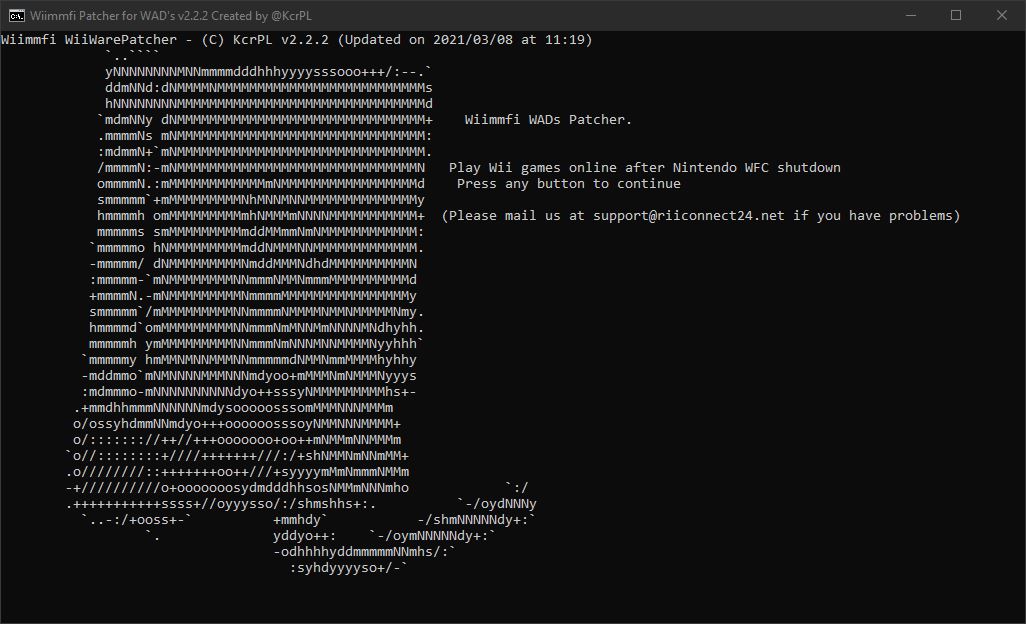 Wiimmfi Patcher for WAD's v2.2.2 Created by @KcrPL
Wiimmfi WiiWarePatcher - (C) KcrPL v2.2.2 (Updated on 2021/03/08 at 11:19)
Wiimmfi WADs Patcher.
Play Wii games online after Nintendo WFC shutdown
Press any button to continue
(Please mail us at support@riiconnect24.net if you have problems)